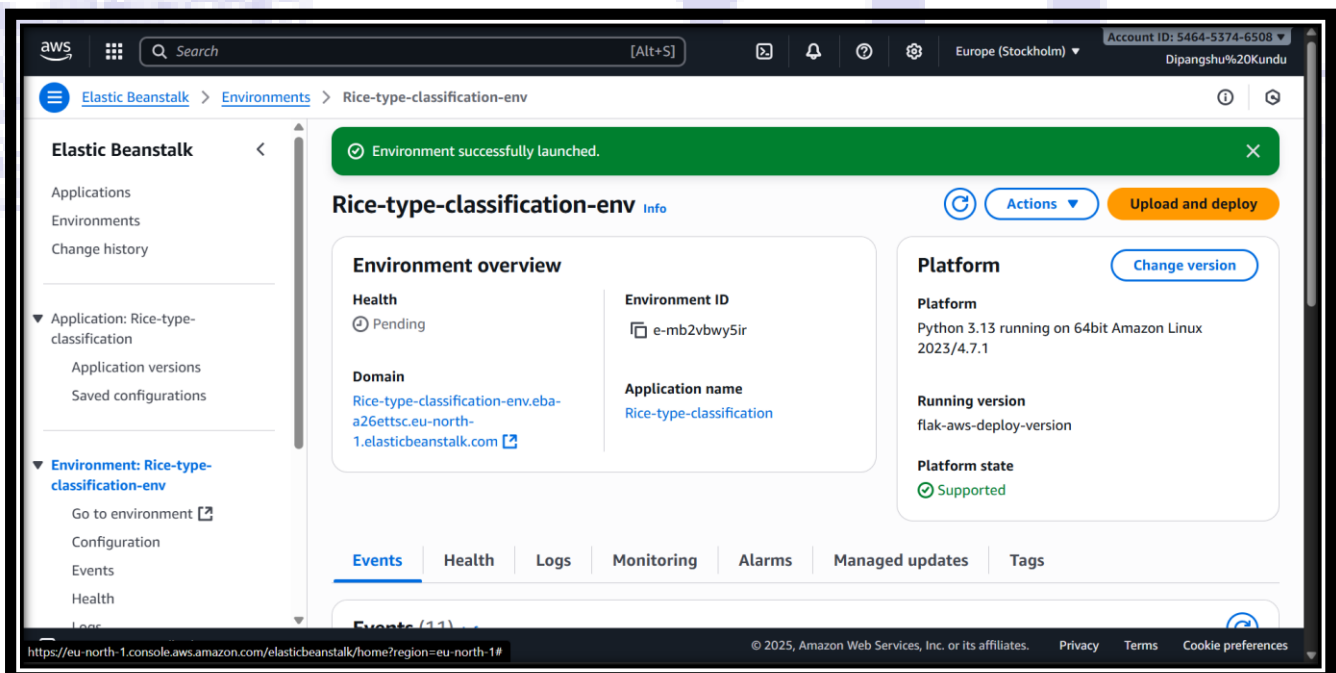 aws
Search
[Alt+S]
Europe (Stockholm) ▼
Account ID: 5464-5374-6508 ▼
Dipangshu%20Kundu
Elastic Beanstalk > Environments > Rice-type-classification-env
Elastic Beanstalk
Applications
Environments
Change history
Application: Rice-type-
classification
Application versions
Saved configurations
Environment: Rice-type-
classification-env
Go to environment
Configuration
Events
Health
Logs
Environment successfully launched.
Rice-type-classification-env Info
Actions ▼
Upload and deploy
Environment overview
Health
Pending
Domain
Rice-type-classification-env.eba-
a26ettsc.eu-north-
1.elasticbeanstalk.com
Environment ID
e-mb2vbwy5ir
Application name
Rice-type-classification
Platform
Change version
Platform
Python 3.13 running on 64bit Amazon Linux
2023/4.7.1
Running version
flak-aws-deploy-version
Platform state
Supported
Events
Health
Logs
Monitoring
Alarms
Managed updates
Tags
Events (11)
https://eu-north-1.console.aws.amazon.com/elasticbeanstalk/home?region=eu-north-1#
© 2025, Amazon Web Services, Inc. or its affiliates.
Privacy
Terms
Cookie preferences